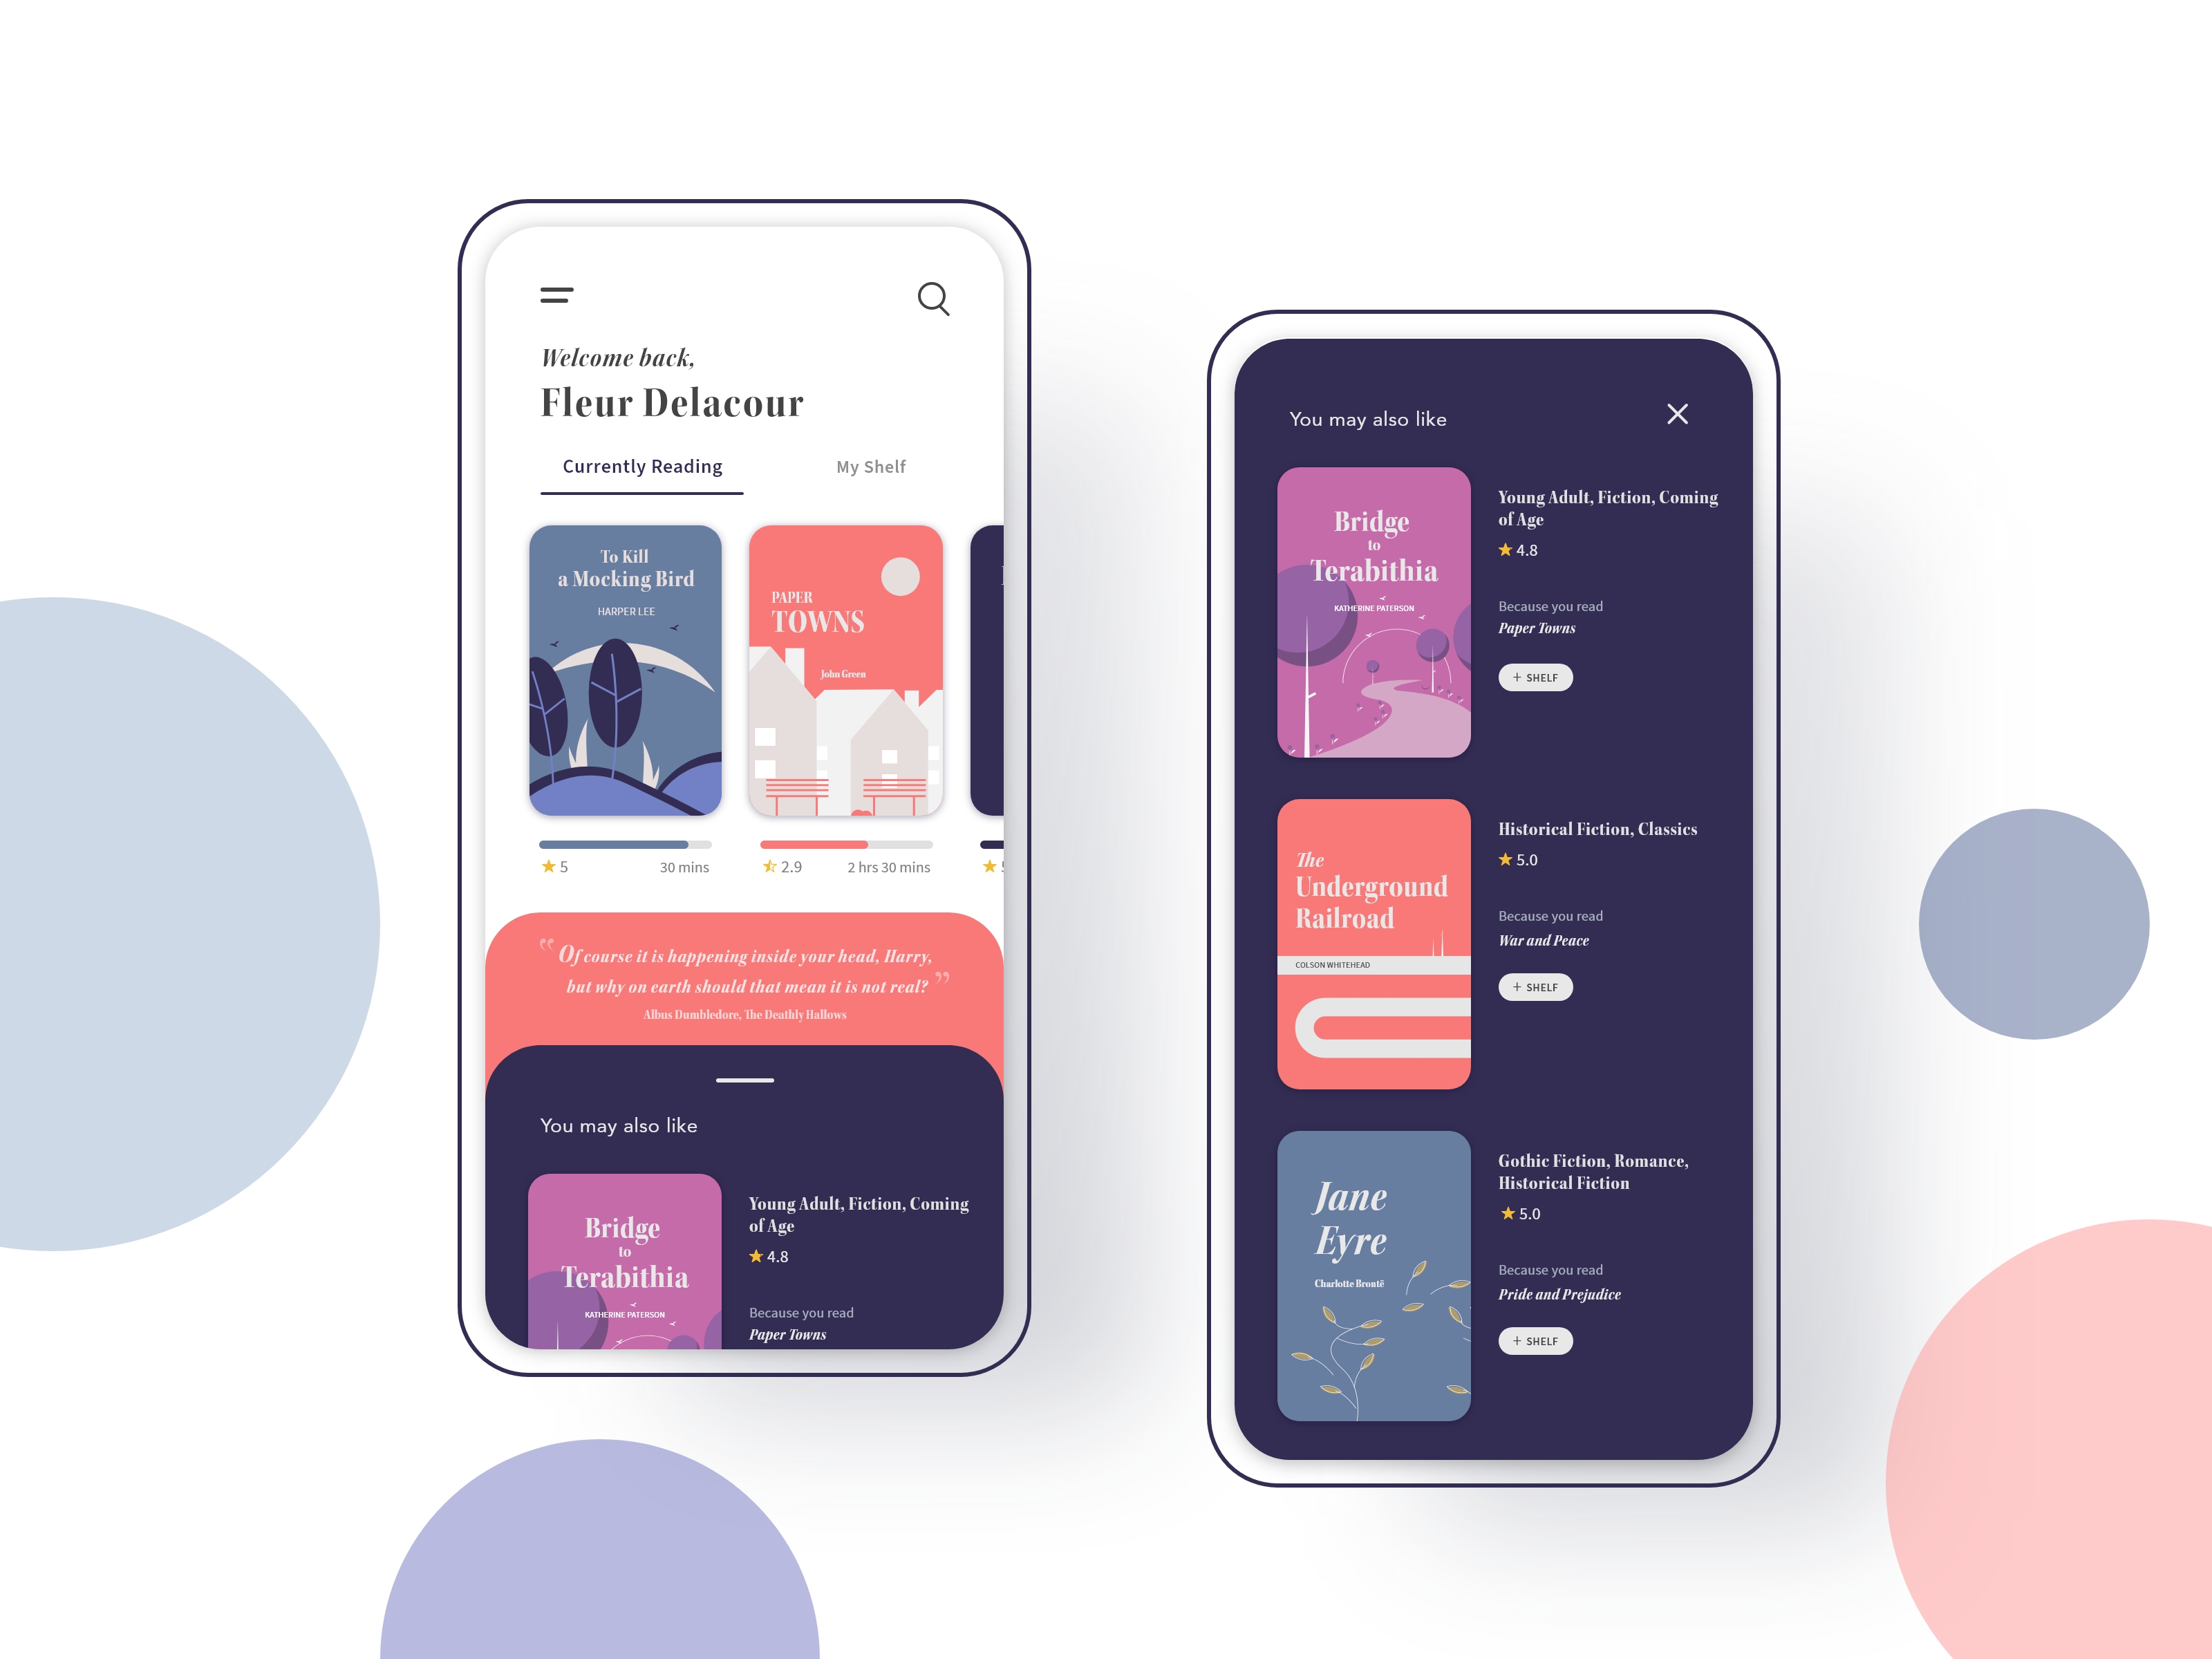 Welcome back,
Fleur Delacour
Currently Reading
My Shelf
To Kill
a Mocking Bird
HARPER LEE
PAPER
TOWNS
John Green
5
30 mins
2.9
2 hrs 30 mins
“ Of course it is happening inside your head, Harry,
but why on earth should that mean it is not real? ”
Albus Dumbledore, The Deathly Hallows
You may also like
Bridge
to
Terabithia
KATHERINE PATERSON
Young Adult, Fiction, Coming
of Age
4.8
Because you read
Paper Towns
You may also like
Bridge
to
Terabithia
KATHERINE PATERSON
Young Adult, Fiction, Coming
of Age
4.8
Because you read
Paper Towns
+ SHELF
The
Underground
Railroad
COLSON WHITEHEAD
Historical Fiction, Classics
5.0
Because you read
War and Peace
+ SHELF
Jane
Eyre
Charlotte Brontë
Gothic Fiction, Romance,
Historical Fiction
5.0
Because you read
Pride and Prejudice
+ SHELF